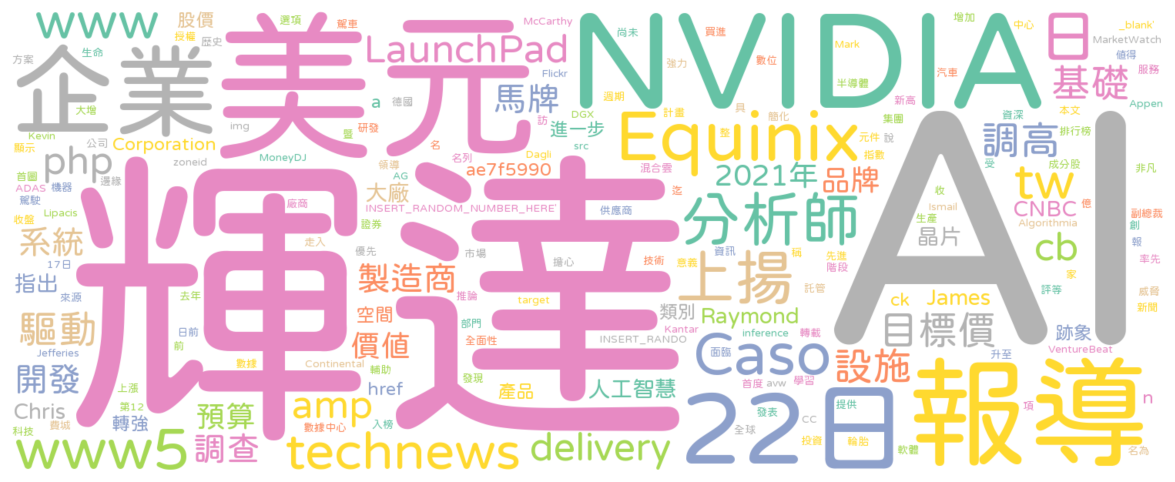 www
股價
授權
選項
歷史
駕車
McCarthy
尚未
買進
Mark
增加
中心
_blank'
MarketWatch
方案
生命
企業
美元
LaunchPad
NVIDIA
日
值得
服務
基礎
強力
數位
汽車
半導體
新高
Flickr
週期
大增
a
德國
馬牌
訪
DGX
計畫
具
簡化
集團
資深
本文
Appen
Kevin
公司
img
暨
研發
進一步
Equinix
整
元件
說
調高
排行榜
顯示
Corporation
名
src
指數
php
zoneid
MoneyDJ
領導
名列
Dagli
混合雲
受
成分股
非凡
首圖
邊緣
ae7f5990
2021年
品牌
tw
ADAS
機器
AG
大廠
迄
收
億
駕駛
廠商
INSERT_RANDOM_NUMBER_HERE'
供應商
分析師
生產
Ismail
CNBC
副總裁
Lipacis
證券
Algorithmia
創
收盤
系統
走入
晶片
cb
報
輝達
AI
優先
市場
擔心
資訊
稱
先進
17日
製造商
技術
意義
階段
家
率先
指出
上揚
託管
評等
威脅
來源
去年
推論
target
ck
James
新聞
日前
空間
部門
類別
Raymond
驅動
前
價值
全面性
INSERT_RANDO
Kantar
inference
轉載
目標價
跡象
Jefferies
數據
Continental
輔助
發現
Caso
面臨
升至
VentureBeat
開發
上漲
href
產品
人工智慧
首度
avw
學習
設施
報導
項
n
Chris
第12
費城
轉強
預算
amp
入榜
22日
發表
CC
提供
科技
www5
調查
數據中心
technews
delivery
全球
投資
輪胎
軟體
名為